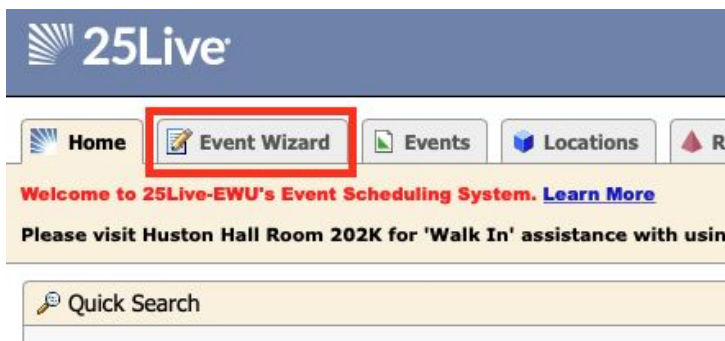 25Live
Home Event Wizard Events Locations R
Welcome to 25Live-EWU's Event Scheduling System. Learn More
Please visit Huston Hall Room 202K for 'Walk In' assistance with usin
Quick Search